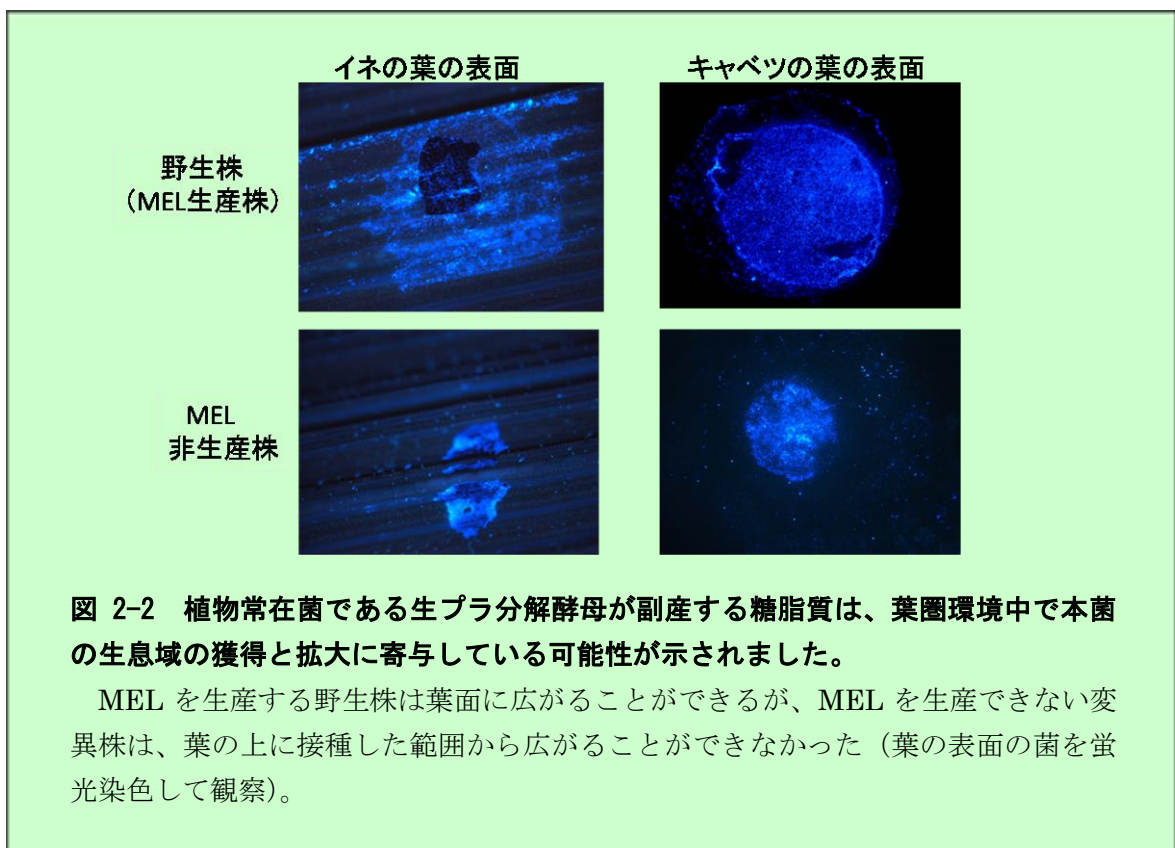 イネの葉の表面
キャベツの葉の表面
野生株
(MEL生産株)
MEL
非生産株
図 2-2 植物常在菌である生プラ分解酵母が副産する糖脂質は、葉圏環境中で本菌
の生息域の獲得と拡大に寄与している可能性が示されました。
MEL を生産する野生株は葉面に広がることができるが、MEL を生産できない変
異株は、葉の上に接種した範囲から広がることができなかった（葉の表面の菌を蛍
光染色して観察）。